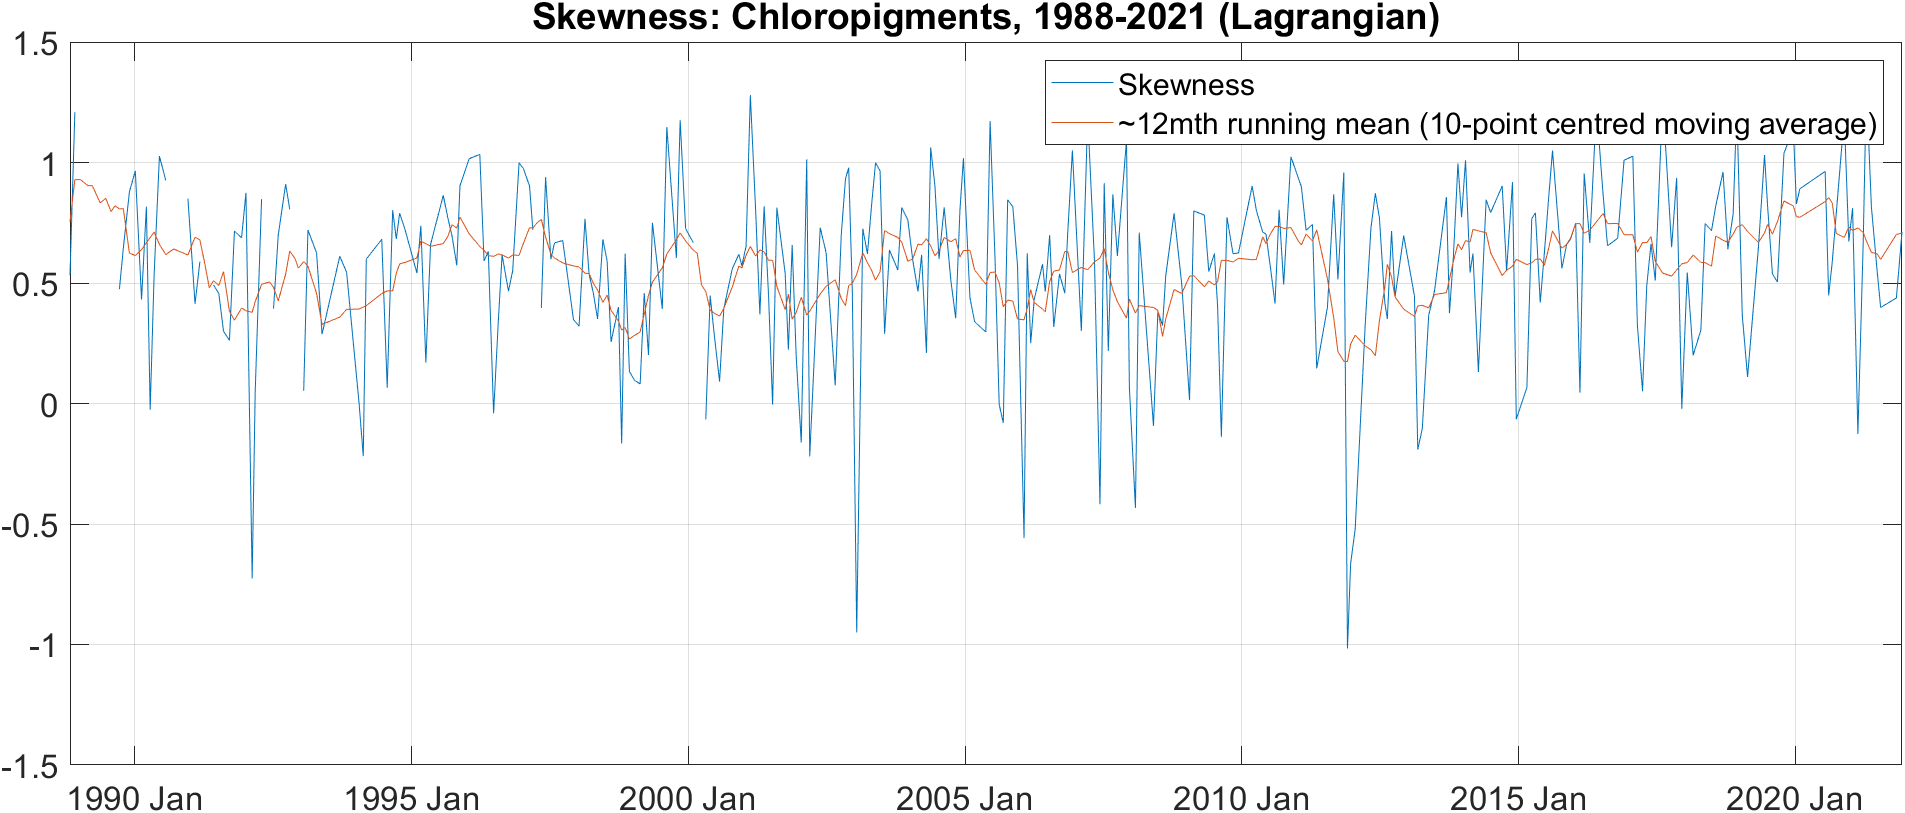 Skewness: Chloropigments, 1988-2021 (Lagrangian)
1.5
Skewness
~12mth running mean (10-point centred moving average)
1
0.5
0
-0.5
-1
-1.5
1990 Jan 1995 Jan 2000 Jan 2005 Jan 2010 Jan 2015 Jan 2020 Jan